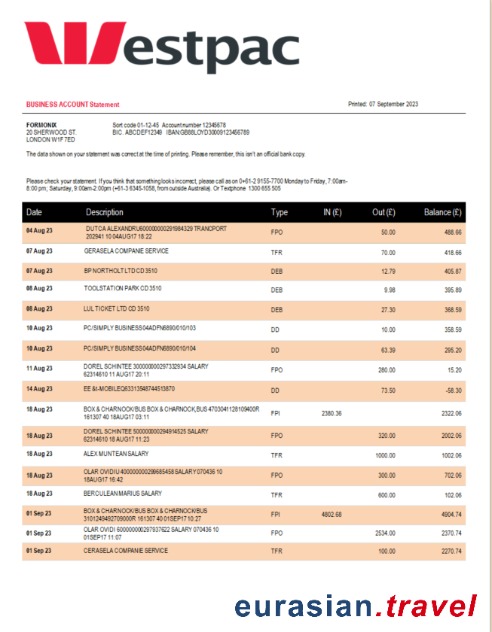 Westpac
BUSINESS ACCOUNT Statement
Printed: 07 September 2023
FORMONIX
20 SHERWOOD ST.
LONDON W1F 7ED
Sort code 01-12-45 Account number 12345678
BIC ABCDEF12349 IBAN:GB88LOYD3009123456789
The data shown on your statement was correct at the time of printing. Please remember, this isn't an official bank copy.
Please check your statement. If you think that something looks incorrect, please call as on 0+61-2 9155-7700 Monday to Friday, 7:00am-
8:00 pm, Saturday, 9:00am-2:00pm (+61-3 6345-1058, from outside Australia). Or Textphone 1300 655 505
Date Description Type IN (£) Out (£) Balance (£)
04 Aug 23 DUTCA ALEXANDRU TRANCPORT FPO 50.00 488.66
202941 10 04AUG17 15:22
07 Aug 23 GERASELA COMPANIE SERVICE TFR 70.00 418.66
07 Aug 23 BP NORTHOLT LTD CD 3510 DEB 12.79 405.87
08 Aug 23 TOOLSTATION PARK CD 3510 DEB 9.98 395.89
08 Aug 23 LUL TICKET LTD CD 3510 DEB 27.30 368.59
10 Aug 23 PC/SIMPLY BUSINESS04ADFN6890/010/103 DD 10.00 358.59
10 Aug 23 PC/SIMPLY BUSINESS04ADFN6890/010/104 DD 63.39 295.20
11 Aug 23 DOREL SCHINTEE SALARY FPO 280.00 15.20
62314610 11 AUG17 20:11
14 Aug 23 EE &t-MOBILEQ63313548744513870 DD 73.50 -58.30
18 Aug 23 BOX & CHARNOCK/BUS BOX & CHARNOCK,BUS 4703041128109400R FPI 2380.36 2322.06
161307 40 18AUG17 03:11
18 Aug 23 DOREL SCHINTEE SALARY FPO 320.00 2002.06
62314610 18 AUG17 11:23
18 Aug 23 ALEX MUNTEAN SALARY TFR 1000.00 1002.06
18 Aug 23 OLAR OVIDIU SALARY 070436 10 FPO 300.00 702.06
18AUG17 16:42
18 Aug 23 BERCULEAN MARIUS SALARY TFR 600.00 102.06
01 Sep 23 BOX & CHARNOCK/BUS BOX & CHARNOCK/BUS FPI 4802.68 4904.74
3101249492709000R 161307 40 01SEP17 10:27
01 Sep 23 OLAR OVIDI SALARY 070436 10 FPO 2534.00 2370.74
01SEP17 11:07
01 Sep 23 CERASELA COMPANIE SERVICE TFR 100.00 2270.74
eurasian.travel